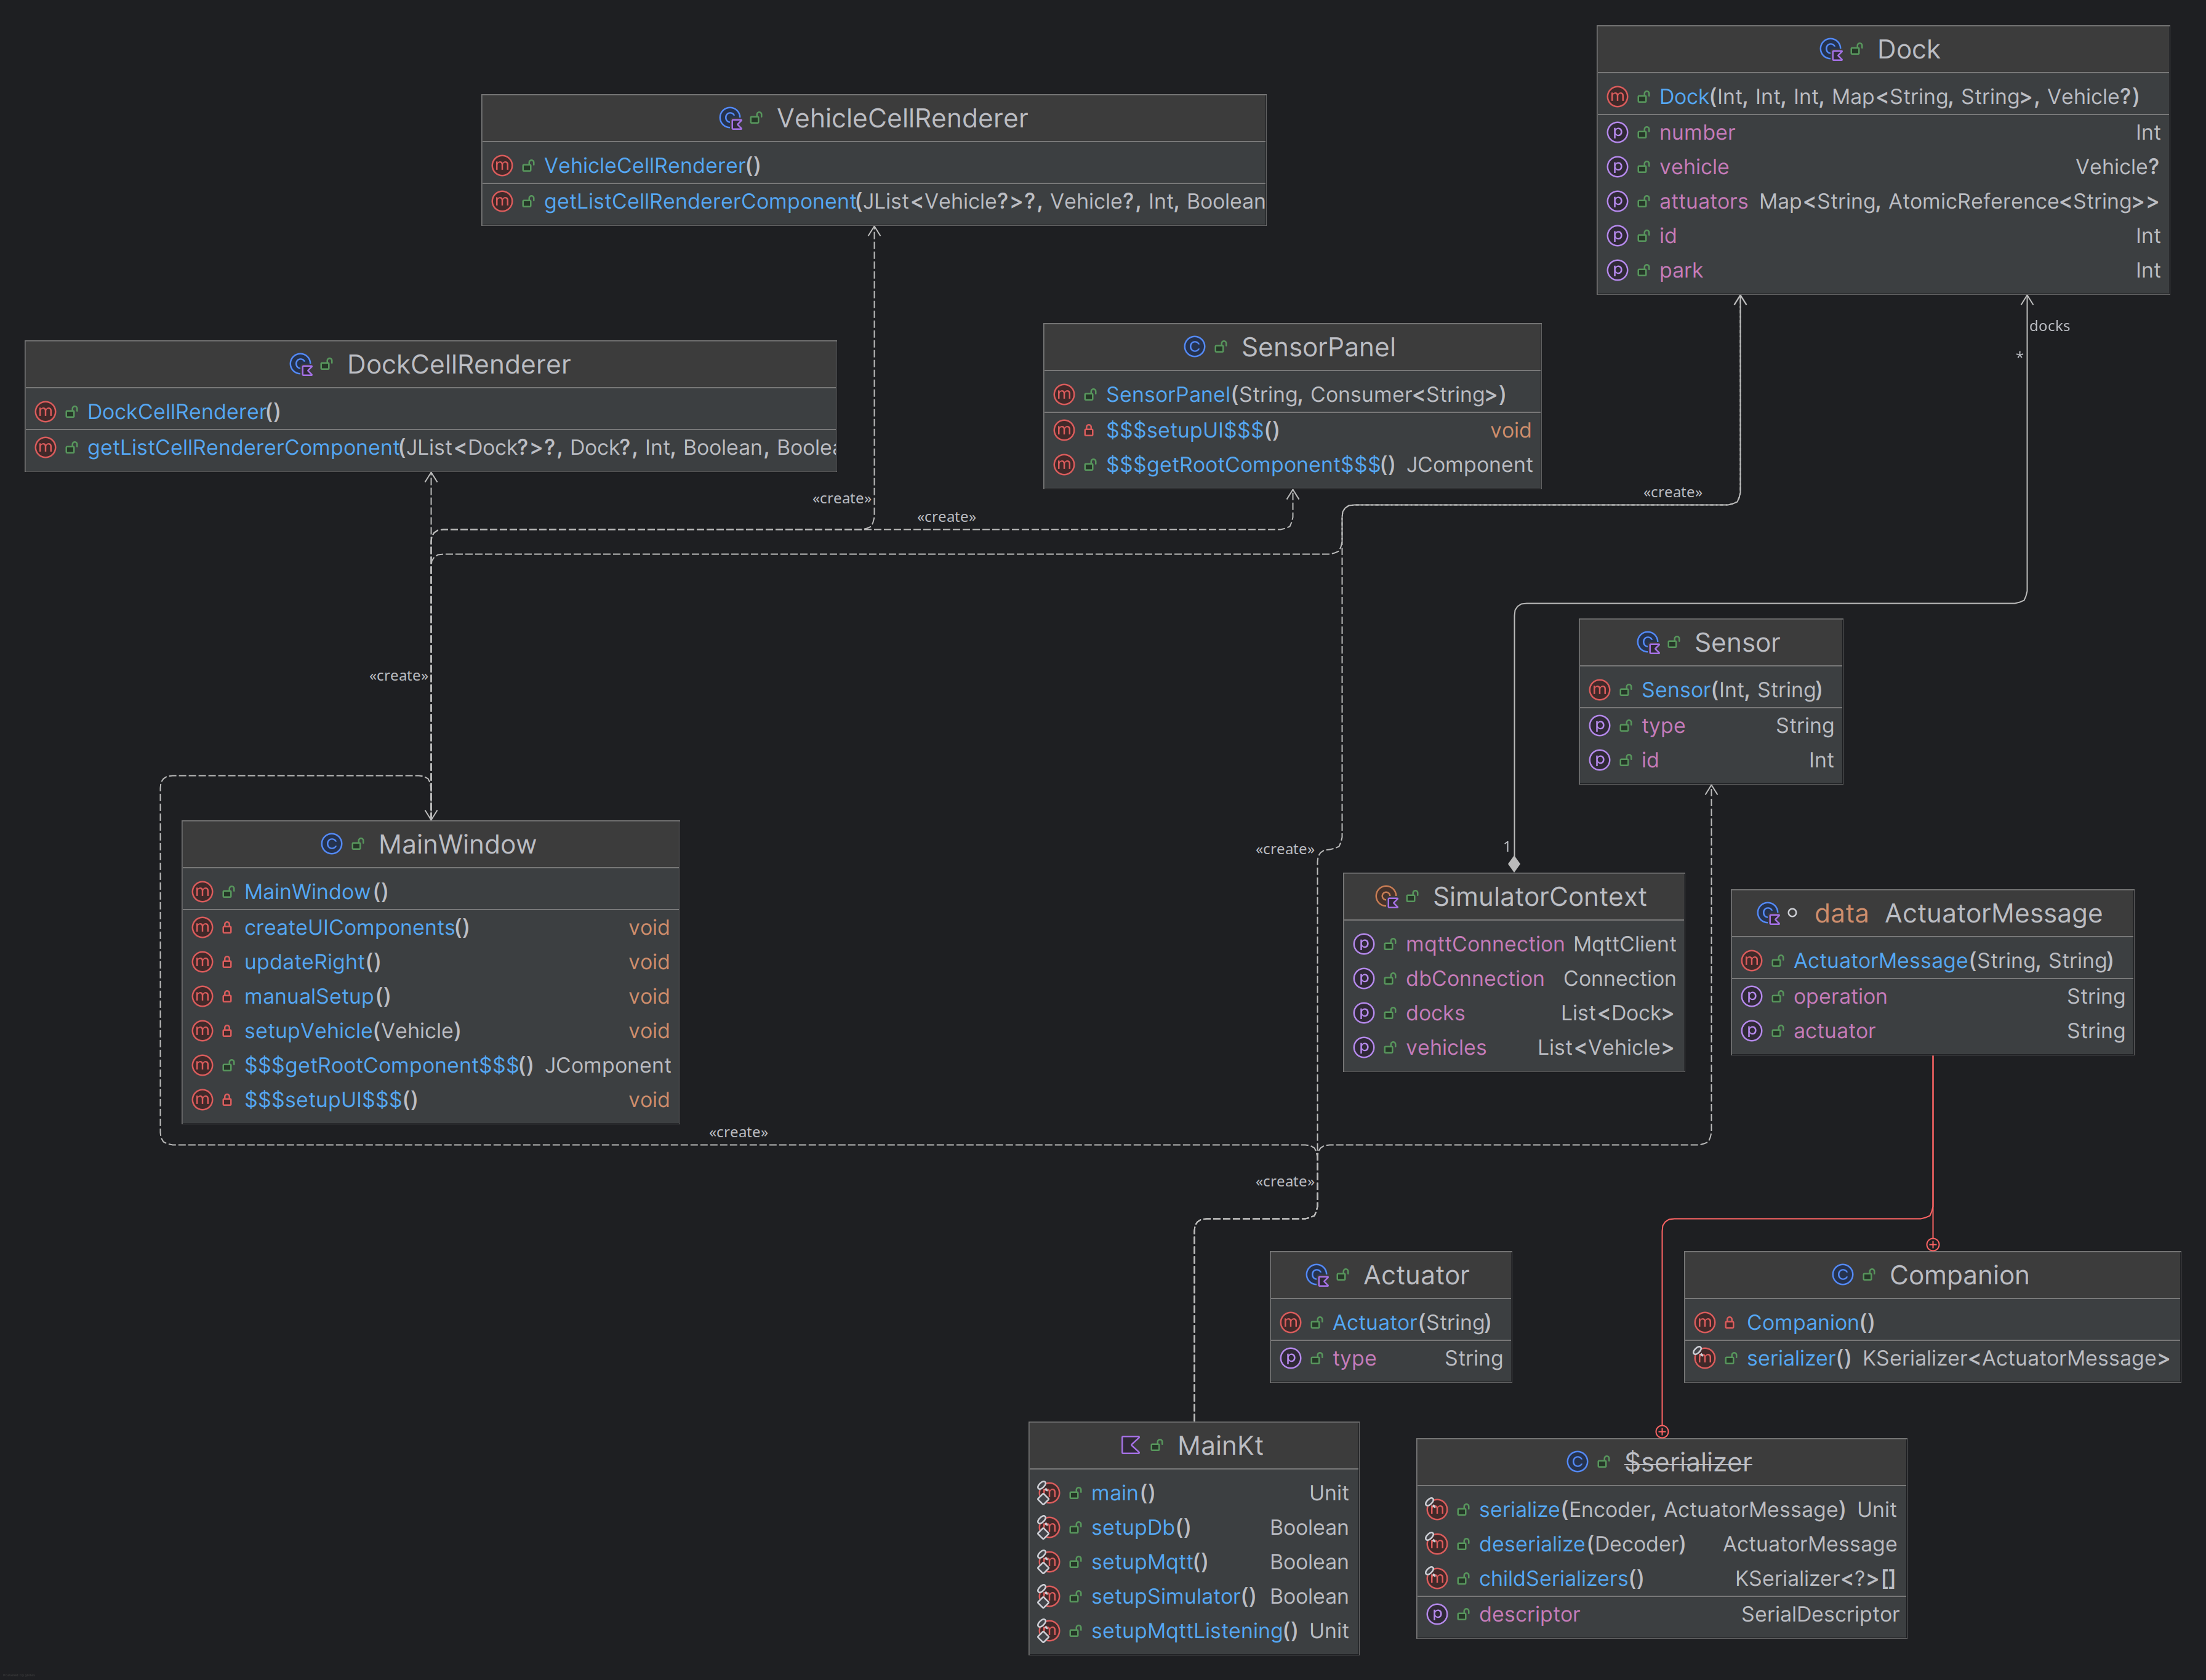 Dock
Dock(Int, Int, Int, Map<String, String>, Vehicle?)
number Int
vehicle Vehicle?
attuators Map<String, AtomicReference<String>>
id Int
park Int
VehicleCellRenderer
VehicleCellRenderer()
getListCellRendererComponent(JList<Vehicle?>?, Vehicle?, Int, Boolean
docks
*
DockCellRenderer
DockCellRenderer()
getListCellRendererComponent(JList<Dock?>?, Dock?, Int, Boolean, Boole
SensorPanel
SensorPanel(String, Consumer<String>)
$$$setupUI$$$() void
$$$getRootComponent$$$() JComponent
«create»
«create»
«create»
«create»
Sensor
Sensor(Int, String)
type String
id Int
MainWindow
MainWindow()
createUIComponents() void
updateRight() void
manualSetup() void
setupVehicle(Vehicle) void
$$$getRootComponent$$$() JComponent
$$$setupUI$$$() void
«create»
1
SimulatorContext
mqttConnection MqttClient
dbConnection Connection
docks List<Dock>
vehicles List<Vehicle>
data ActuatorMessage
ActuatorMessage(String, String)
operation String
actuator String
«create»
«create»
Actuator
Actuator(String)
type String
Companion
Companion()
serializer() KSerializer<ActuatorMessage>
MainKt
main() Unit
setupDb() Boolean
setupMqtt() Boolean
setupSimulator() Boolean
setupMqttListening() Unit
$serializer
serialize(Encoder, ActuatorMessage) Unit
deserialize(Decoder) ActuatorMessage
childSerializers() KSerializer<?>[]
descriptor SerialDescriptor